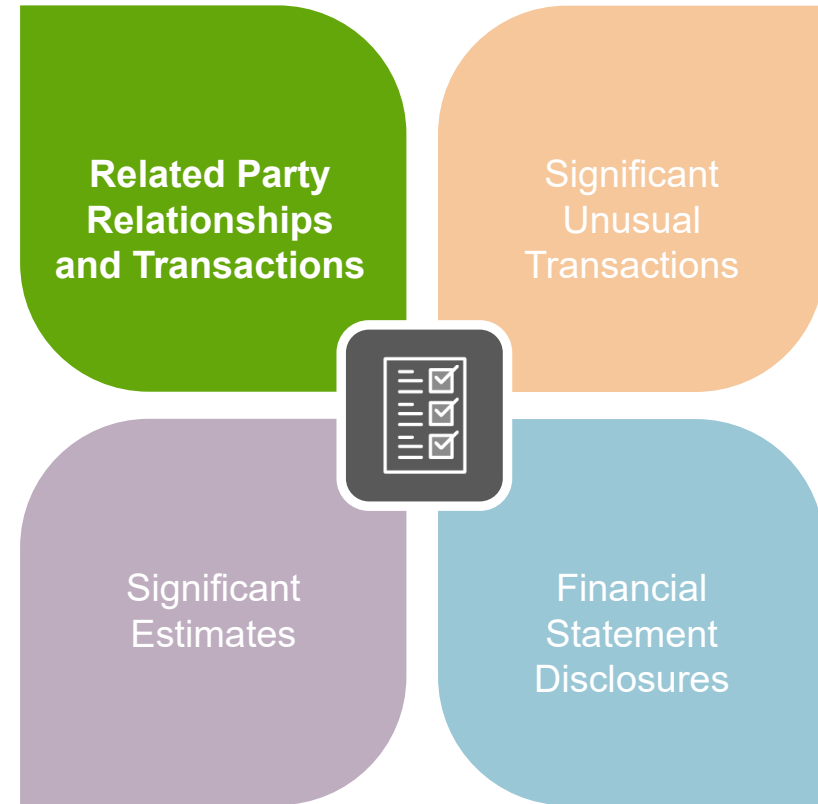 Related Party
Relationships
and Transactions
Significant
Unusual
Transactions
Significant
Estimates
Financial
Statement
Disclosures